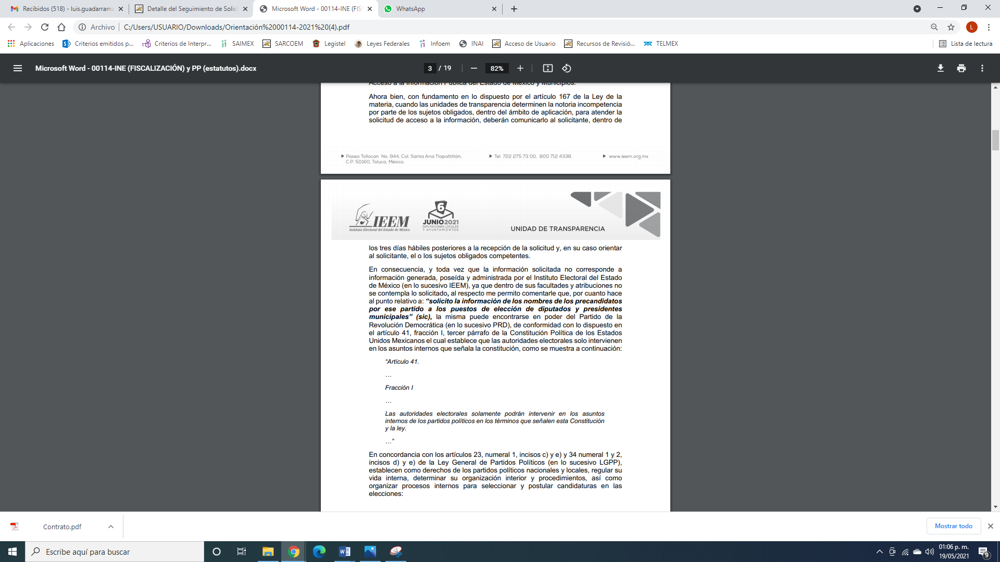 Recibidos (518) - luis.guadarrama
Detalle del Seguimiento de Solic
Microsoft Word - 00114-INE (FIS
WhatsApp
Archivo
C:/Users/USUARIO/Downloads/Orientación%2000114-2021%20(4).pdf
L
Aplicaciones
Criterios emitidos p...
Criterios de Interpr...
SAIMEX
SARCOEM
Legistel
Leyes Federales
Infoem
INAI
Acceso de Usuario
Recursos de Revisió...
TELMEX
Lista de lectura
Microsoft Word - 00114-INE (FISCALIZACIÓN) y PP (estatutos).docx
3 / 19
82%
Acceso a la Información Pública del Estado de México y Municipios.
Ahora bien, con fundamento en lo dispuesto por el artículo 167 de la Ley de la
materia, cuando las unidades de transparencia determinen la notoria incompetencia
por parte de los sujetos obligados, dentro del ámbito de aplicación, para atender la
solicitud de acceso a la información, deberán comunicarlo al solicitante, dentro de
Paseo Tollocan No. 944, Col. Santa Ana Tlapaltitlán,
C.P. 50160, Toluca, México.
Tel. 722 275 73 00, 800 712 4336
www.ieem.org.mx
IEEM
Instituto Electoral del Estado de México
6
JUNIO2021
DIPUTACIONES LOCALES
Y AYUNTAMIENTOS
UNIDAD DE TRANSPARENCIA
los tres días hábiles posteriores a la recepción de la solicitud y, en su caso orientar
al solicitante, el o los sujetos obligados competentes.
En consecuencia, y toda vez que la información solicitada no corresponde a
información generada, poseída y administrada por el Instituto Electoral del Estado
de México (en lo sucesivo IEEM), ya que dentro de sus facultades y atribuciones no
se contempla lo solicitado, al respecto me permito comentarle que, por cuanto hace
al punto relativo a: “solicito la información de los nombres de los precandidatos
por ese partido a los puestos de elección de diputados y presidentes
municipales” (sic), la misma puede encontrarse en poder del Partido de la
Revolución Democrática (en lo sucesivo PRD), de conformidad con lo dispuesto en
el artículo 41, fracción I, tercer párrafo de la Constitución Política de los Estados
Unidos Mexicanos el cual establece que las autoridades electorales solo intervienen
en los asuntos internos que señala la constitución, como se muestra a continuación:
“Artículo 41.
…
Fracción I
…
Las autoridades electorales solamente podrán intervenir en los asuntos
internos de los partidos políticos en los términos que señalen esta Constitución
y la ley.
…”
En concordancia con los artículos 23, numeral 1, incisos c) y e) y 34 numeral 1 y 2,
incisos d) y e) de la Ley General de Partidos Políticos (en lo sucesivo LGPP),
establecen como derechos de los partidos políticos nacionales y locales, regular su
vida interna, determinar su organización interior y procedimientos, así como
organizar procesos internos para seleccionar y postular candidaturas en las
elecciones:
Contrato.pdf
Mostrar todo
Escribe aquí para buscar
01:06 p. m.
19/05/2021
9